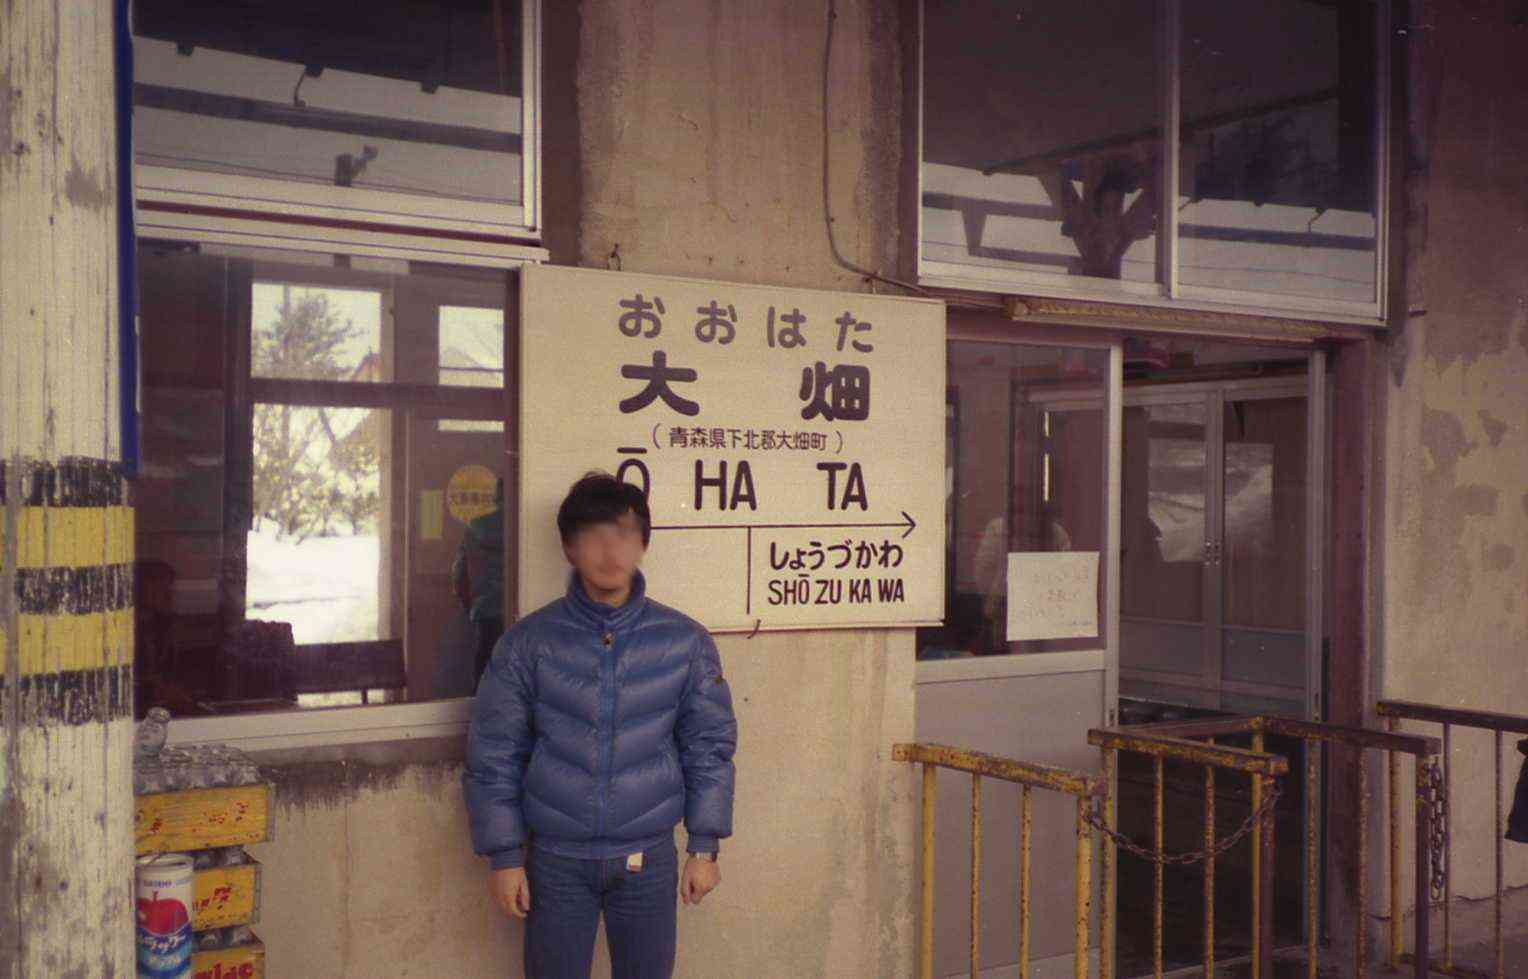 おおはた
大畑
(青森県下北郡大畑町)
Ō HA TA
しょうづかわ
SHŌ ZU KA WA